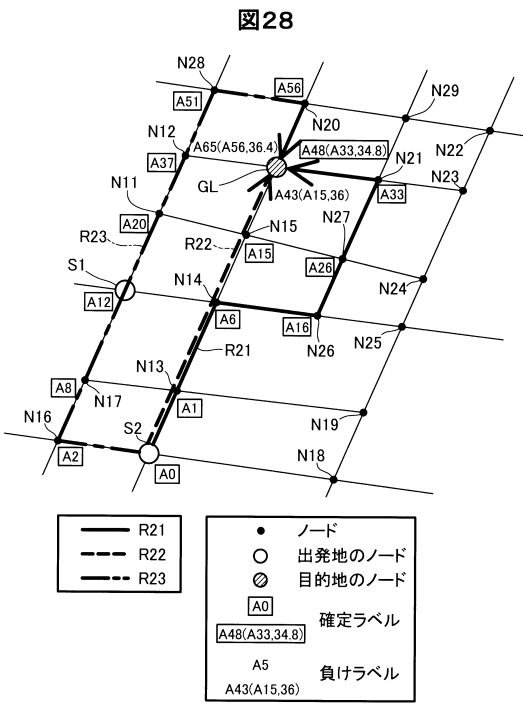 図28
N28
A51
A56
N20
N29
N12
A65(A56,36.4)
A48(A33,34.8)
N22
A37
N21
N23
GL
A43(A15,36)
A33
N11
A20
N15
N27
R23
R22
A15
A26
S1
N14
N24
A12
A6
A16
N26
N25
R21
N13
A8
N17
A1
N16
S2
N19
A2
A0
N18
R21
R22
R23
ノード
出発地のノード
目的地のノード
A0
確定ラベル
A48(A33,34.8)
A5
負けラベル
A43(A15,36)